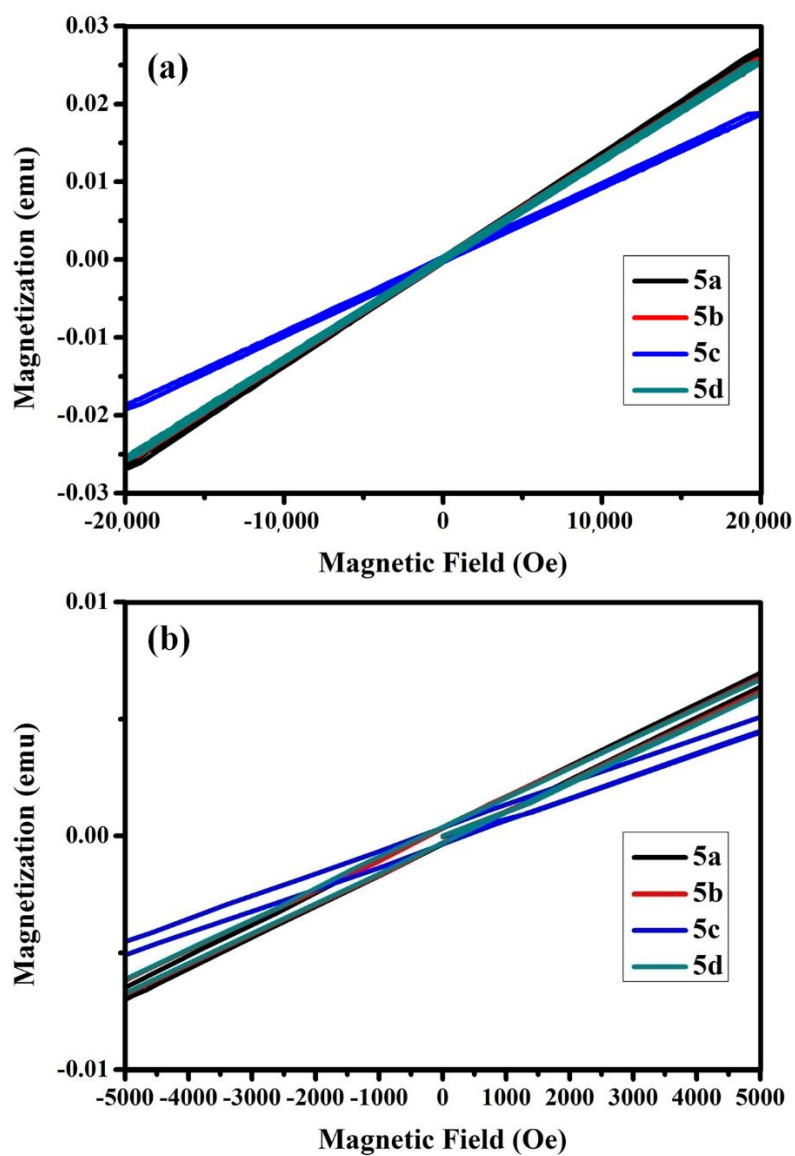 (a)
0.03
0.02
0.01
0.00
-0.01
-0.02
-0.03
Magnetization (emu)
5a
5b
5c
5d
-20,000 -10,000 0 10,000 20,000
Magnetic Field (Oe)
(b)
0.01
0.00
-0.01
Magnetization (emu)
5a
5b
5c
5d
-5000 -4000 -3000 -2000 -1000 0 1000 2000 3000 4000 5000
Magnetic Field (Oe)